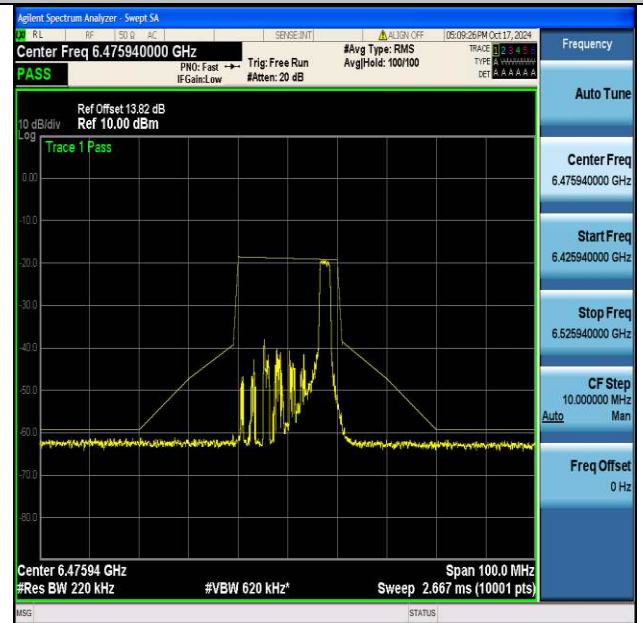 Agilent Spectrum Analyzer - Swept SA
RL RF 50 Ω AC SENSE:INT ALIGN OFF 05:09:26 PM Oct 17, 2024
Center Freq 6.475940000 GHz
#Avg Type: RMS
TRACE 1 2 3 4 5 6
PASS
PNO: Fast
Trig: Free Run
Avg|Hold: 100/100
TYPE A
IFGain:Low
#Atten: 20 dB
DET A A A A A A
Ref Offset 13.82 dB
10 dB/div Ref 10.00 dBm
Log
Trace 1 Pass
0.00
-10.0
-20.0
-30.0
-40.0
-50.0
-60.0
-70.0
-80.0
Center 6.47594 GHz
Span 100.0 MHz
#Res BW 220 kHz
#VBW 620 kHz*
Sweep 2.667 ms (10001 pts)
MSG
STATUS
Frequency
Auto Tune
Center Freq
6.475940000 GHz
Start Freq
6.425940000 GHz
Stop Freq
6.525940000 GHz
CF Step
10.000000 MHz
Auto Man
Freq Offset
0 Hz